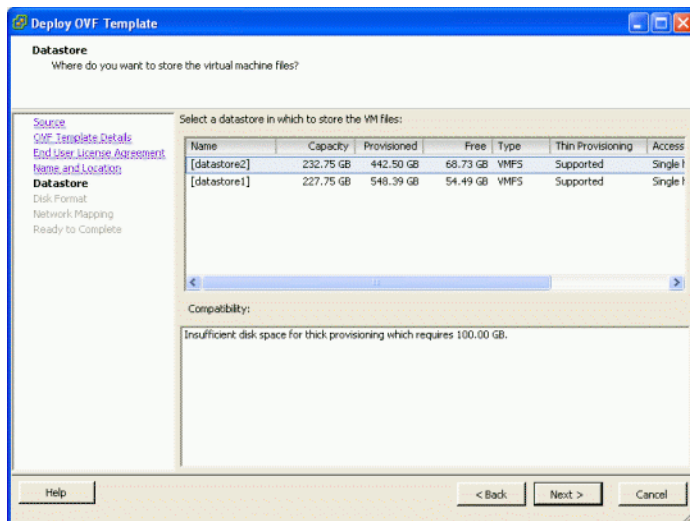 Deploy OVF Template
Datastore
Where do you want to store the virtual machine files?
Source
OVF Template Details
End User License Agreement
Name and Location
Datastore
Disk Format
Network Mapping
Ready to Complete
Select a datastore in which to store the VM files:
Name Capacity Provisioned Free Type Thin Provisioning Access
[datastore2] 232.75 GB 442.50 GB 68.73 GB VMFS Supported Single h
[datastore1] 227.75 GB 548.39 GB 54.49 GB VMFS Supported Single h
Compatibility:
Insufficient disk space for thick provisioning which requires 100.00 GB.
Help
< Back
Next >
Cancel